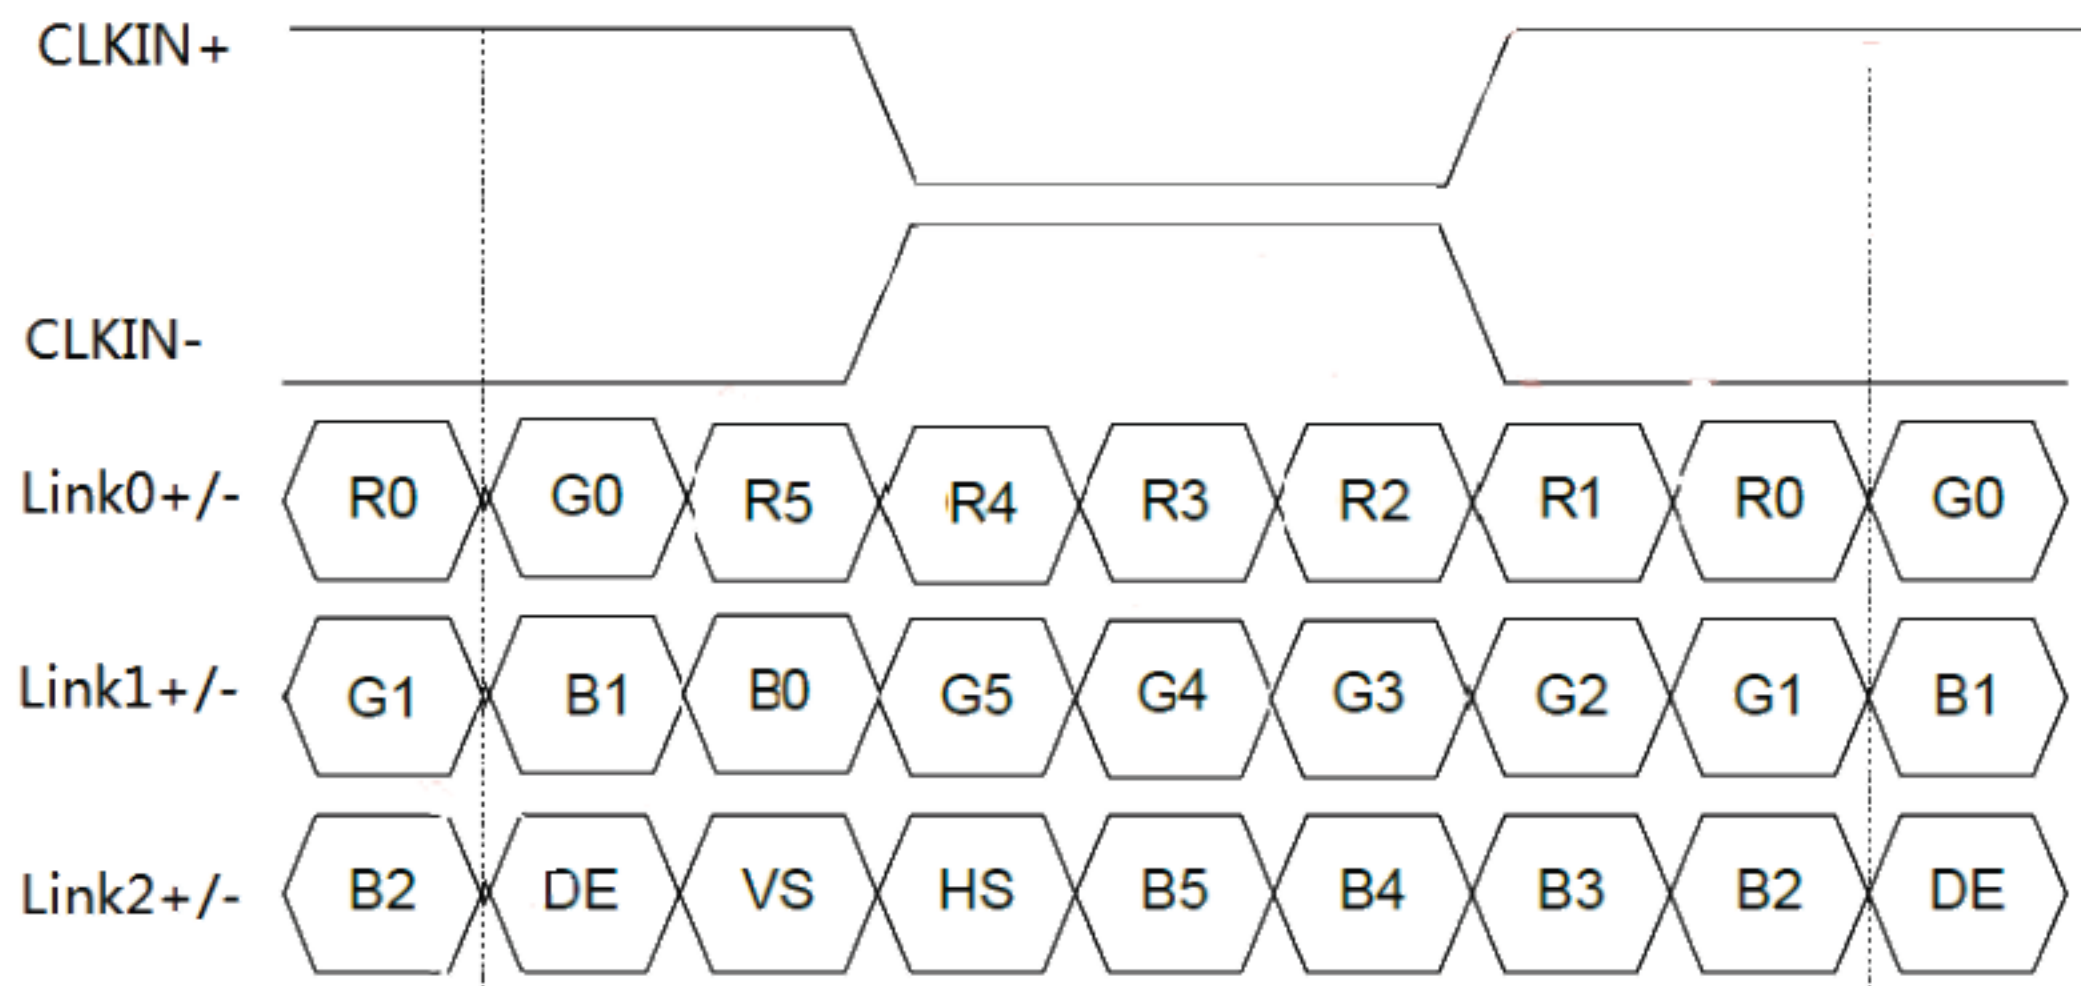 CLKIN+
CLKIN-
Link0+/- R0 G0 R5 R4 R3 R2 R1 R0 G0
Link1+/- G1 B1 B0 G5 G4 G3 G2 G1 B1
Link2+/- B2 DE VS HS B5 B4 B3 B2 DE